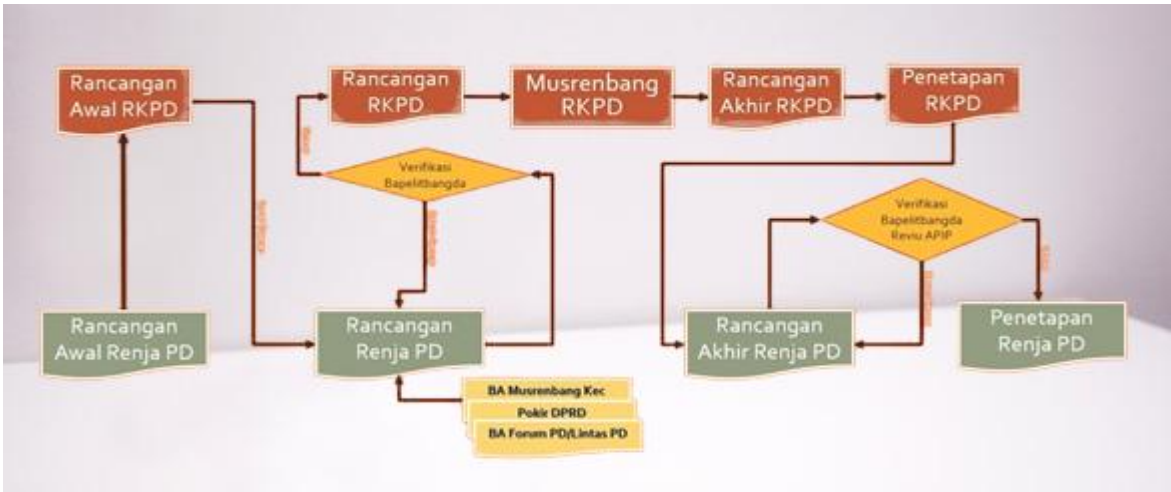 Rancangan
Awal RKPD
Rancangan
RKPD
Musrenbang
RKPD
Rancangan
Akhir RKPD
Penetapan
RKPD
Verifikasi
Bapelitbangda
Verifikasi
Bapelitbangda
Reviu APIP
Rancangan
Awal Renja PD
Rancangan
Renja PD
Rancangan
Akhir Renja PD
Penetapan
Renja PD
BA Musrenbang Kec
Pokir DPRD
BA Forum PD/Lintas PD